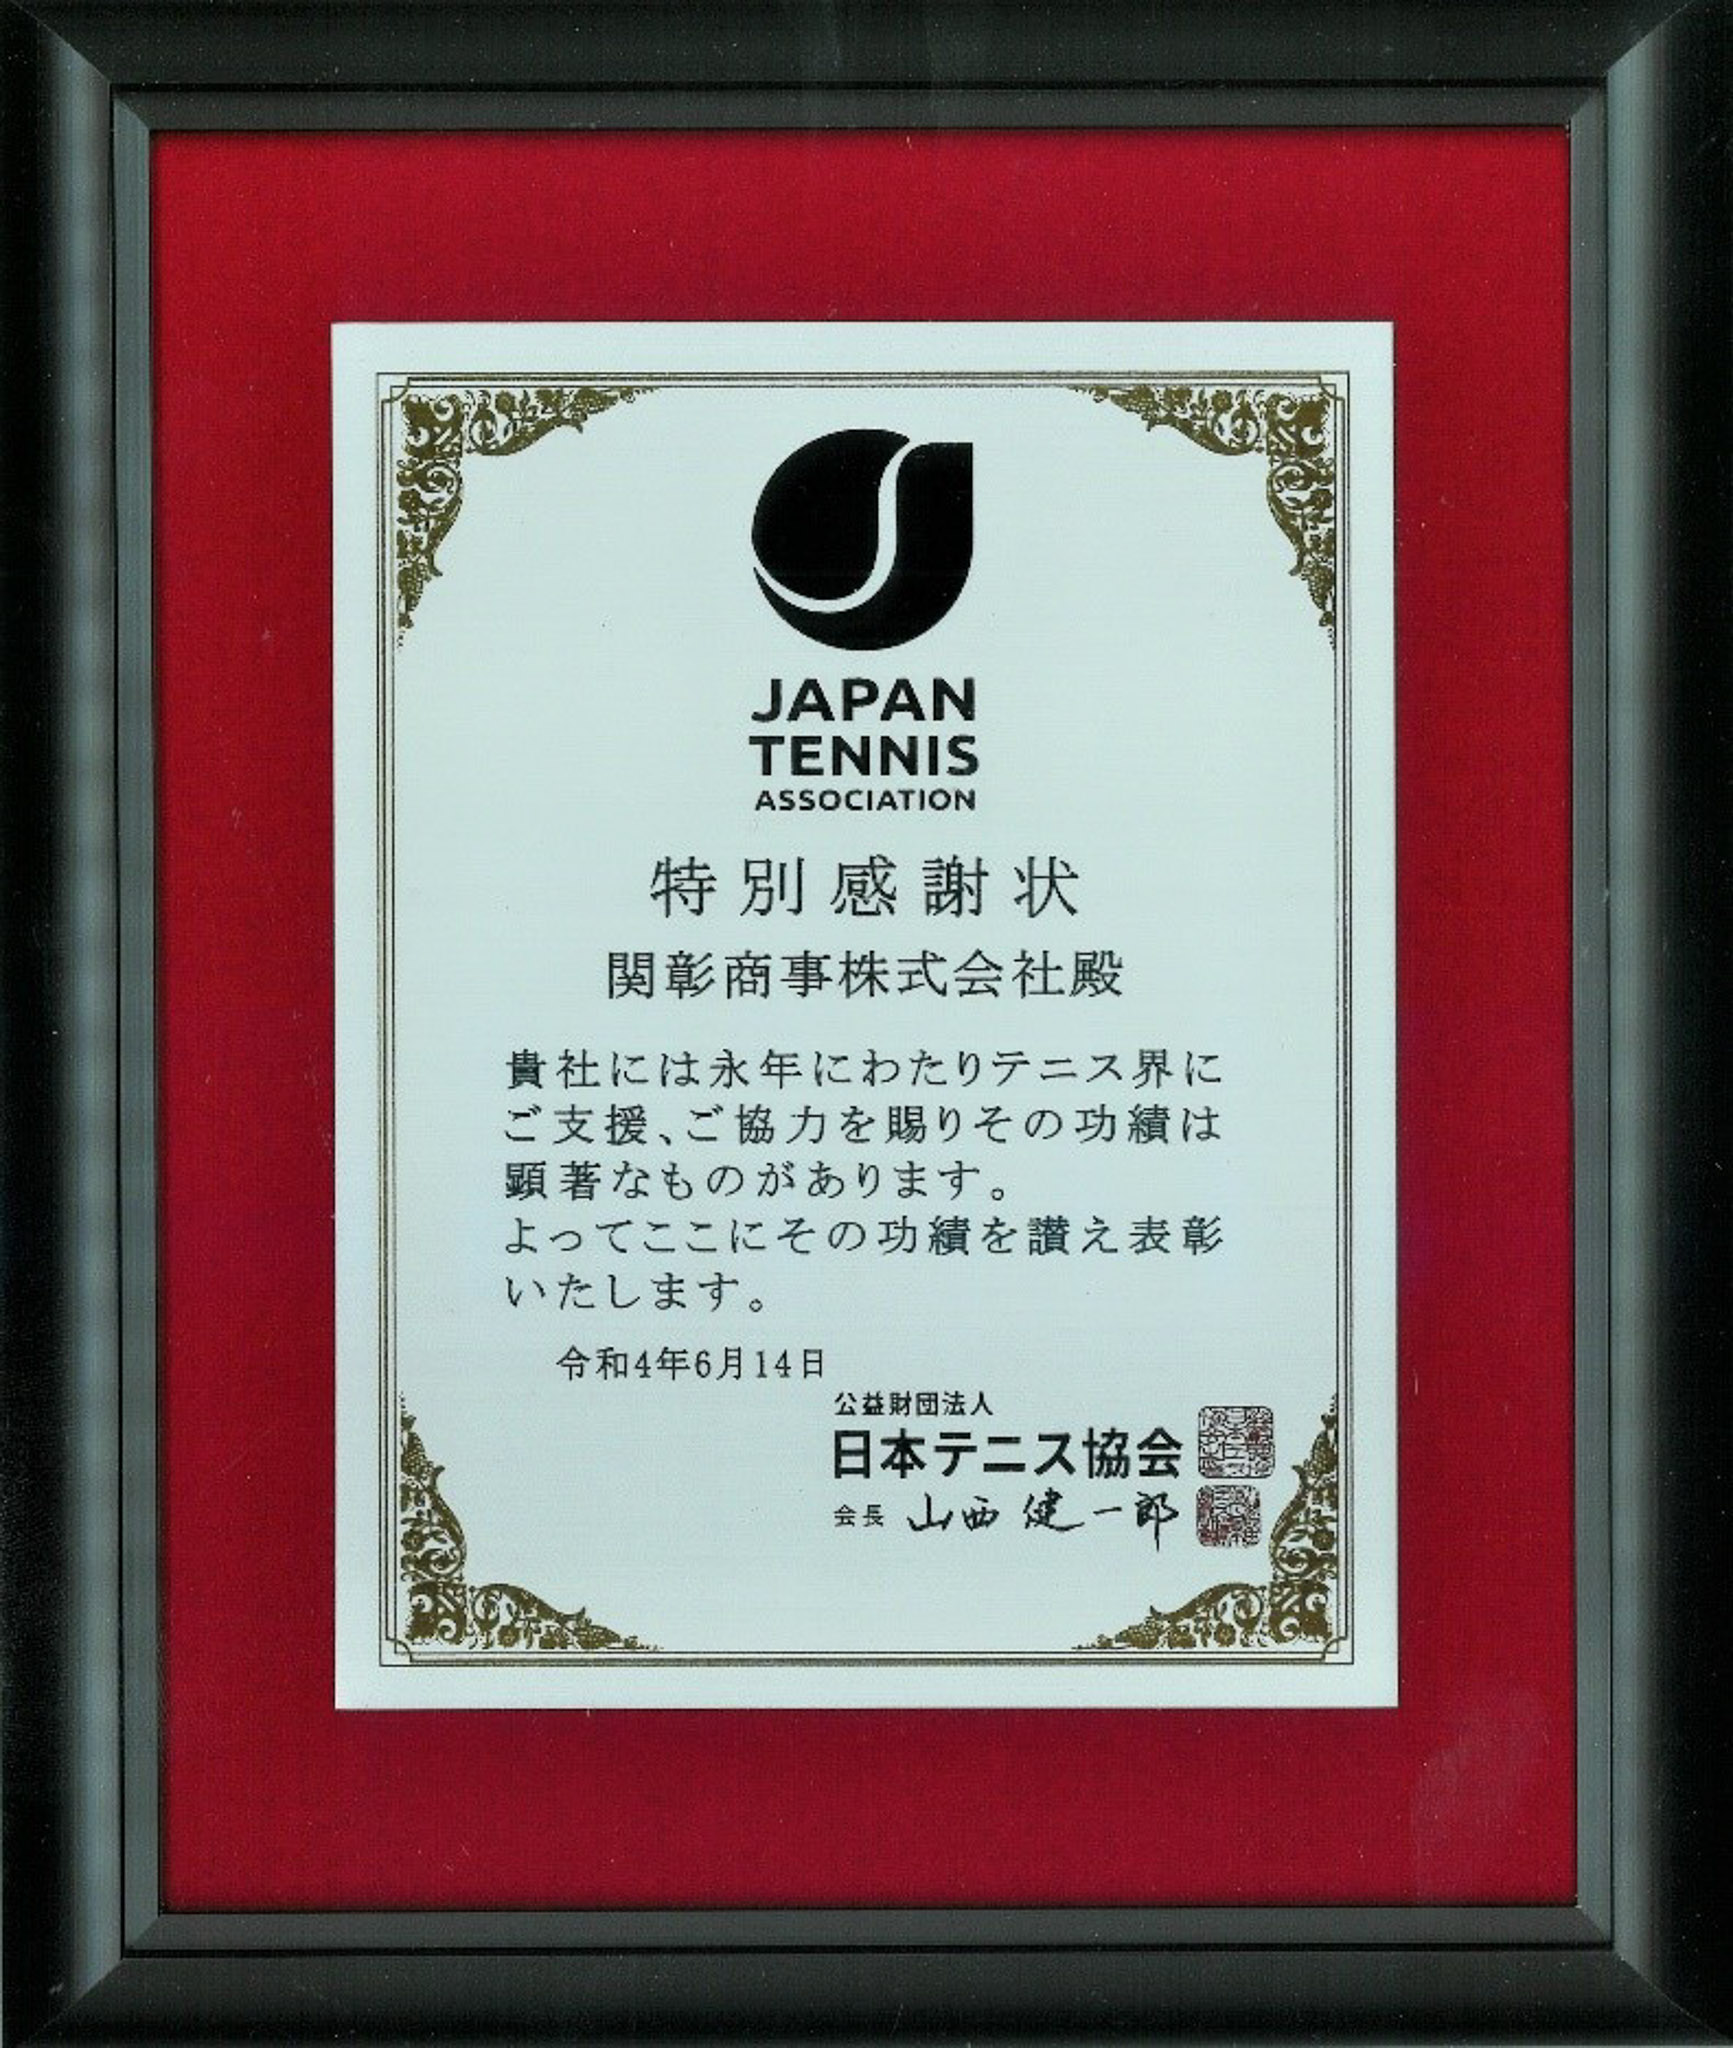 JAPAN
TENNIS
ASSOCIATION
特別感謝状
関彰商事株式会社殿
貴社には永年にわたりテニス界に
ご支援、ご協力を賜りその功績は
顕著なものがあります。
よってここにその功績を讃え表彰
いたします。
令和4年6月14日
公益財団法人
日本テニス協会
会長 山西健一郎